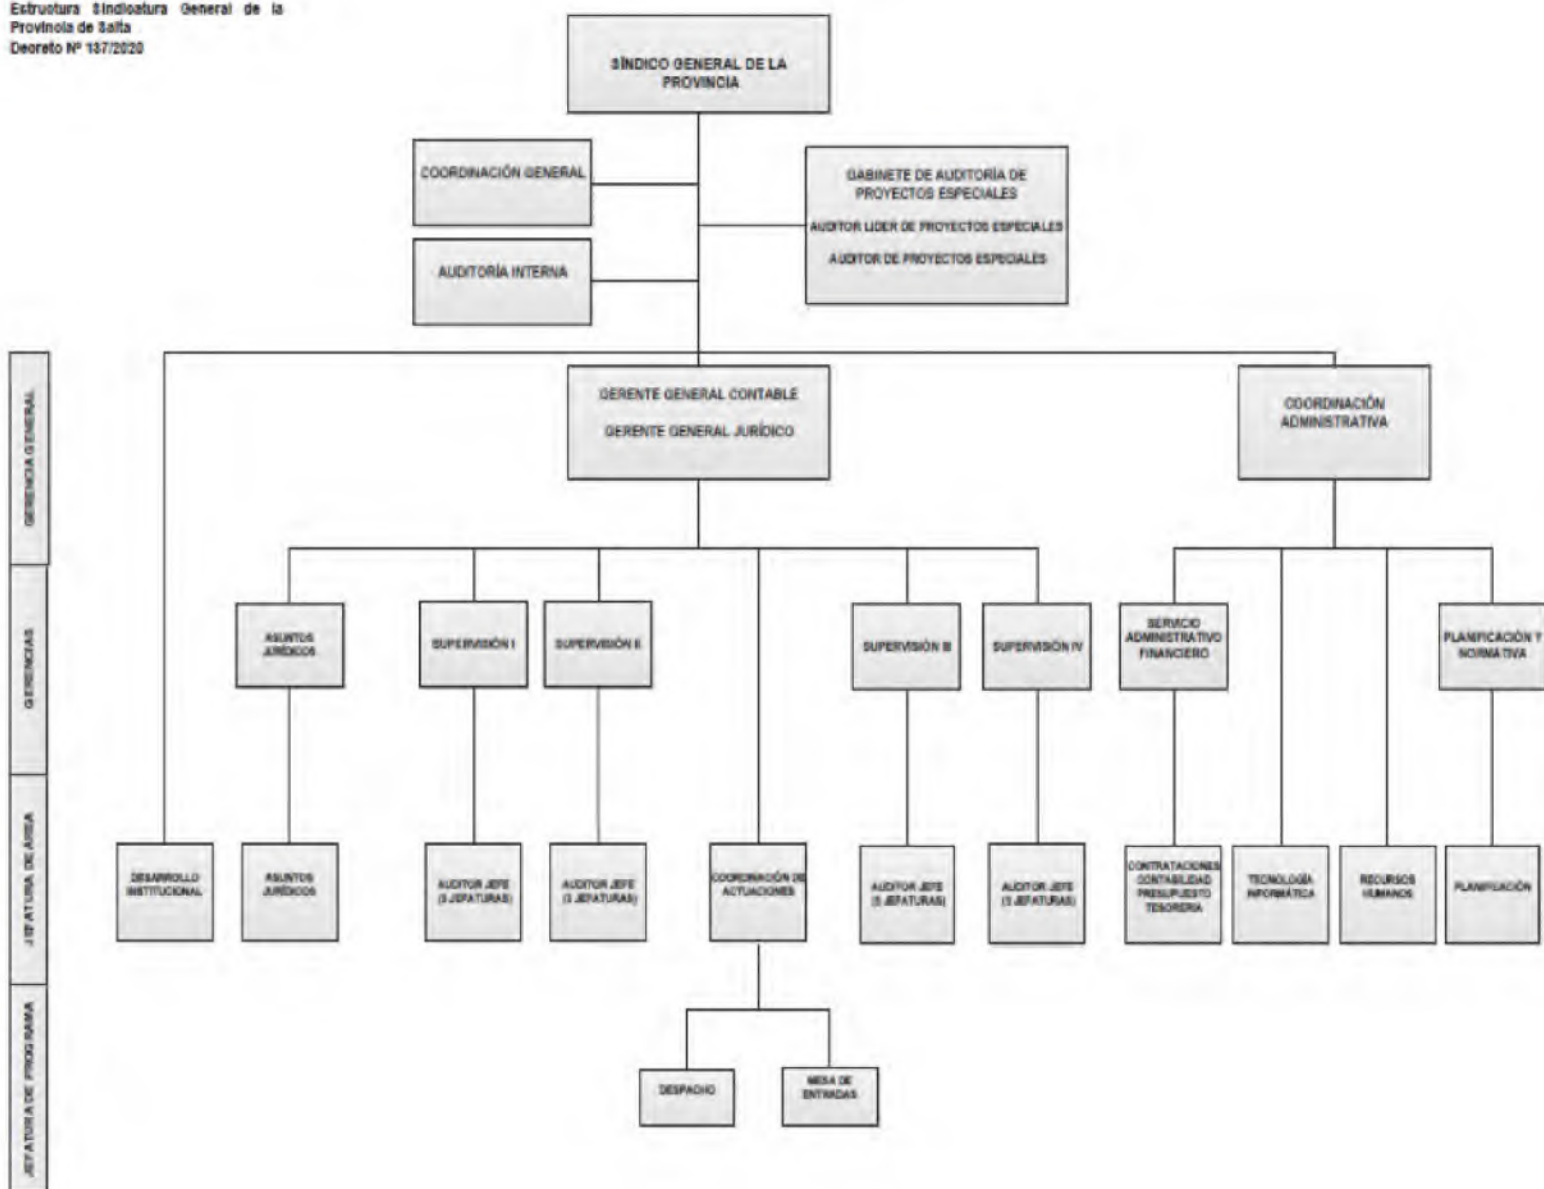 Estructura Sindicatura General de la
Provincia de Salta
Decreto Nº 137/2020
SÍNDICO GENERAL DE LA
PROVINCIA
COORDINACIÓN GENERAL
GABINETE DE AUDITORÍA DE
PROYECTOS ESPECIALES
AUDITOR LIDER DE PROYECTOS ESPECIALES
AUDITOR DE PROYECTOS ESPECIALES
AUDITORÍA INTERNA
GERENCIA GENERAL
GERENTE GENERAL CONTABLE
GERENTE GENERAL JURÍDICO
COORDINACIÓN
ADMINISTRATIVA
GERENCIAS
ASUNTOS
JURÍDICOS
SUPERVISIÓN I
SUPERVISIÓN II
SUPERVISIÓN III
SUPERVISIÓN IV
SERVICIO
ADMINISTRATIVO
FINANCIERO
PLANIFICACIÓN Y
NORMATIVA
JEFATURA DE ÁREA
DESARROLLO
INSTITUCIONAL
ASUNTOS
JURÍDICOS
AUDITOR JEFE
JEFATURAS)
AUDITOR JEFE
JEFATURAS)
COORDINACIÓN DE
ACTUACIONES
AUDITOR JEFE
JEFATURAS)
AUDITOR JEFE
JEFATURAS)
CONTRATACIONES
CONTABILIDAD
PRESUPUESTO
TESORERIA
TECNOLOGÍA
INFORMÁTICA
RECURSOS
HUMANOS
PLANIFICACIÓN
JEFATURA DE PROGRAMA
DESPACHO
MESA DE
ENTRADAS